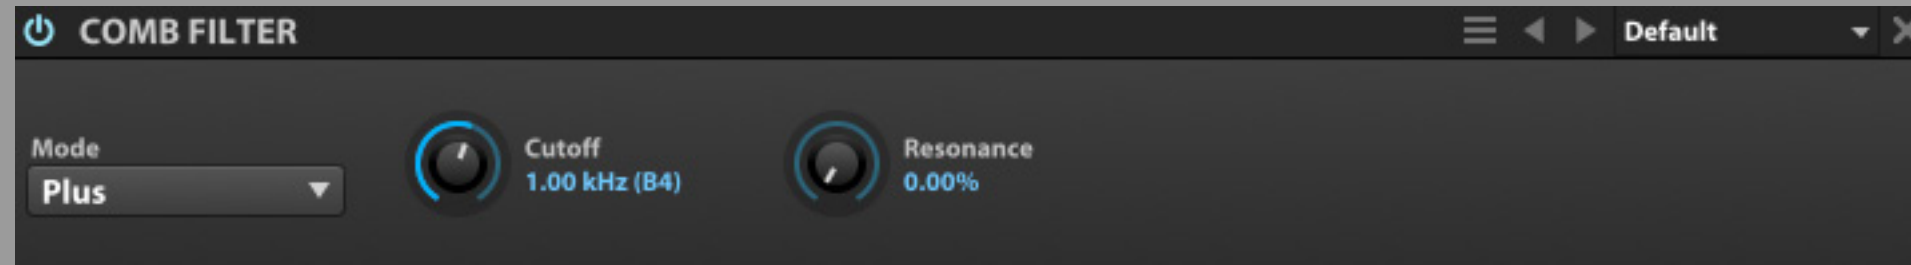 COMB FILTER
Default
Mode
Plus
Cutoff
1.00 kHz (B4)
Resonance
0.00%